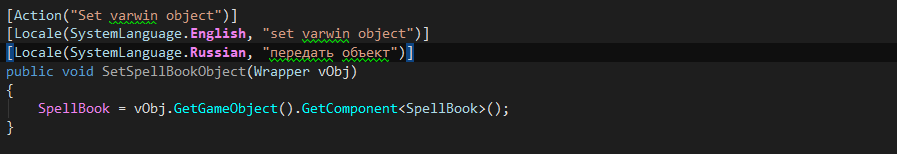 [Action("Set varwin object")]
[Locale(SystemLanguage.English, "set varwin object")]
[Locale(SystemLanguage.Russian, "передать объект")]
public void SetSpellBookObject(Wrapper vObj)
{
SpellBook = vObj.GetGameObject().GetComponent<SpellBook>();
}